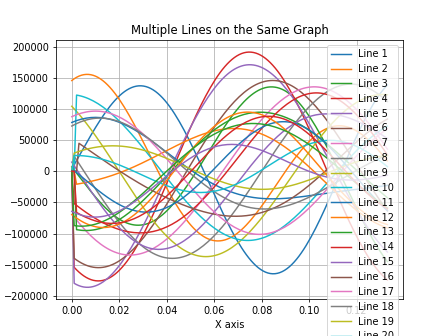 Multiple Lines on the Same Graph
200000
150000
100000
50000
0
−50000
−100000
−150000
−200000
0.00 0.02 0.04 0.06 0.08 0.10
X axis
Line 1
Line 2
Line 3
Line 4
Line 5
Line 6
Line 7
Line 8
Line 9
Line 10
Line 11
Line 12
Line 13
Line 14
Line 15
Line 16
Line 17
Line 18
Line 19
Line 20